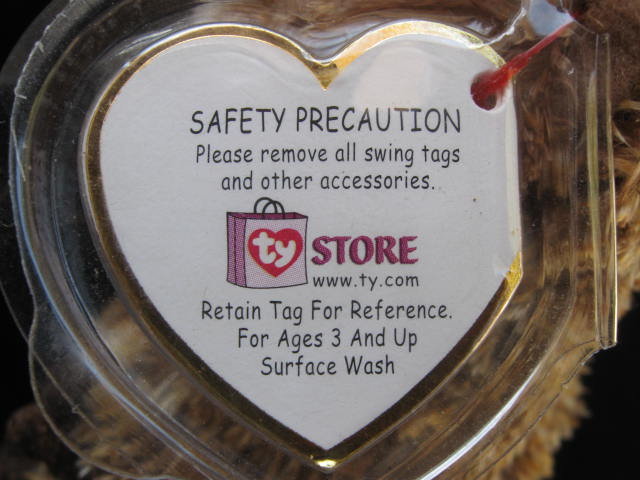 SAFETY PRECAUTION
Please remove all swing tags
and other accessories.
ty STORE
www.ty.com
Retain Tag For Reference.
For Ages 3 And Up
Surface Wash